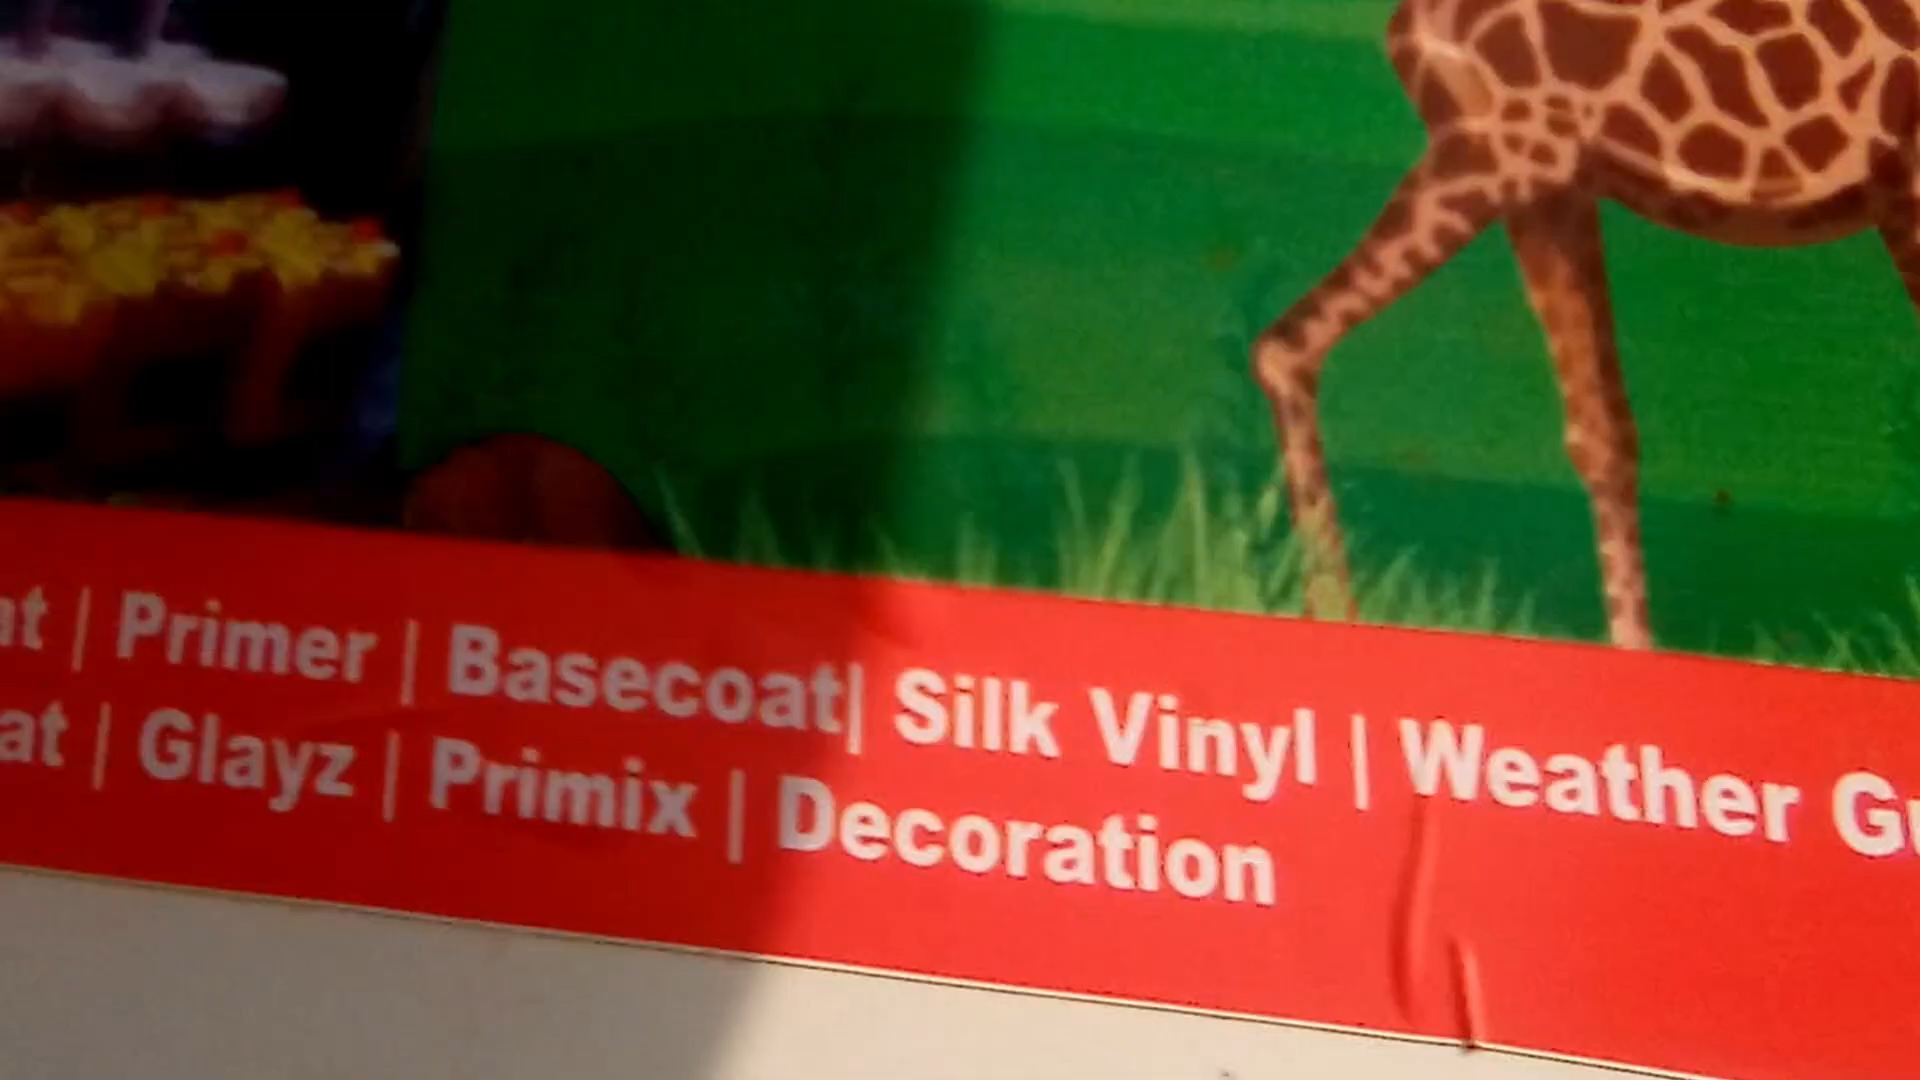 | Primer | Basecoat| Silk Vinyl | Weather
| Glayz | Primix | Decoration